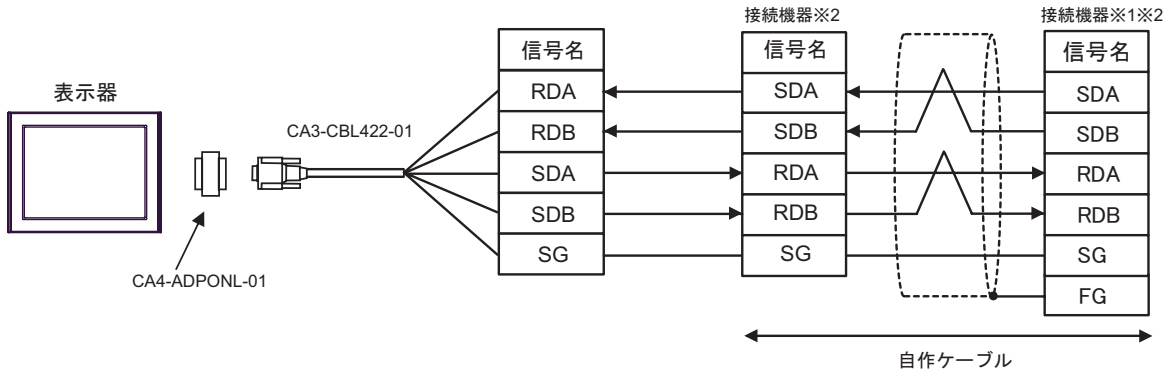 表示器
CA4-ADPONL-01
CA3-CBL422-01
信号名
RDA
RDB
SDA
SDB
SG
接続機器※2
信号名
SDA
SDB
RDA
RDB
SG
接続機器※1※2
信号名
SDA
SDB
RDA
RDB
SG
FG
自作ケーブル